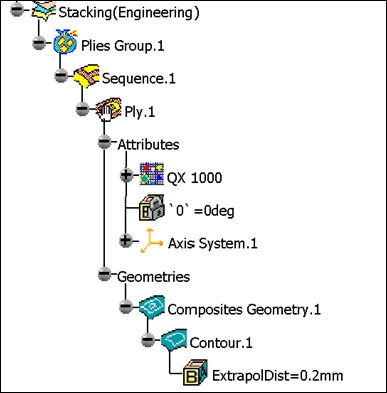 Stacking(Engineering)
Plies Group.1
Sequence.1
Ply.1
Attributes
QX 1000
`0`=0deg
Axis System.1
Geometries
Composites Geometry.1
Contour.1
ExtrapolDist=0.2mm